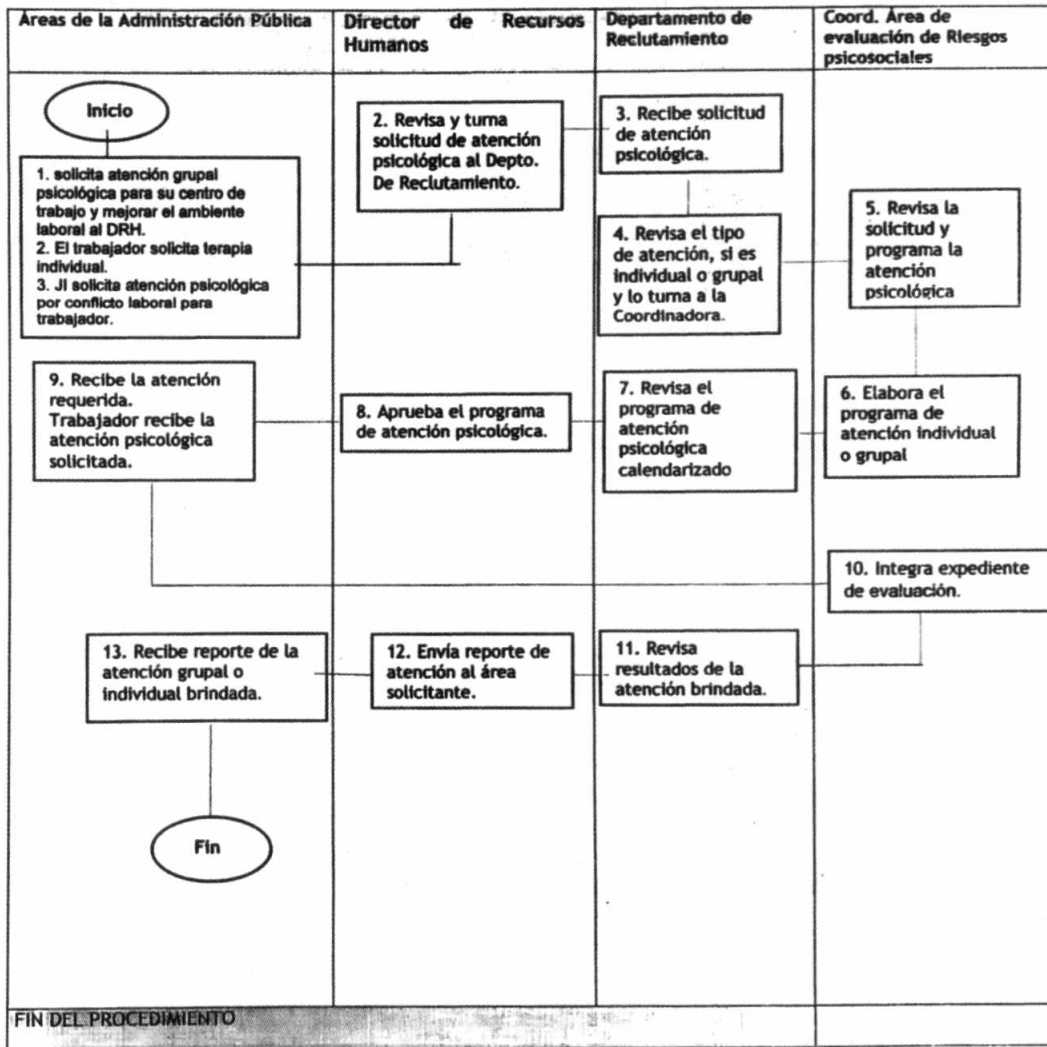 Áreas de la Administración Pública
Director de Recursos
Humanos
Departamento de
Reclutamiento
Coord. Área de
evaluación de Riesgos
psicosociales
Inicio
1. solicita atención grupal
psicológica para su centro de
trabajo y mejorar el ambiente
laboral al DRH.
2. El trabajador solicita terapia
individual.
3. JI solicita atención psicológica
por conflicto laboral para
trabajador.
2. Revisa y turna
solicitud de atención
psicológica al Depto.
De Reclutamiento.
3. Recibe solicitud
de atención
psicológica.
4. Revisa el tipo
de atención, si es
individual o grupal
y lo turna a la
Coordinadora.
5. Revisa la
solicitud y
programa la
atención
psicológica
9. Recibe la atención
requerida.
Trabajador recibe la
atención psicológica
solicitada.
8. Aprueba el programa
de atención psicológica.
7. Revisa el
programa de
atención
psicológica
calendarizado
6. Elabora el
programa de
atención individual
o grupal
10. Integra expediente
de evaluación.
13. Recibe reporte de la
atención grupal o
individual brindada.
12. Envía reporte de
atención al área
solicitante.
11. Revisa
resultados de la
atención brindada.
Fin
FIN DEL PROCEDIMIENTO